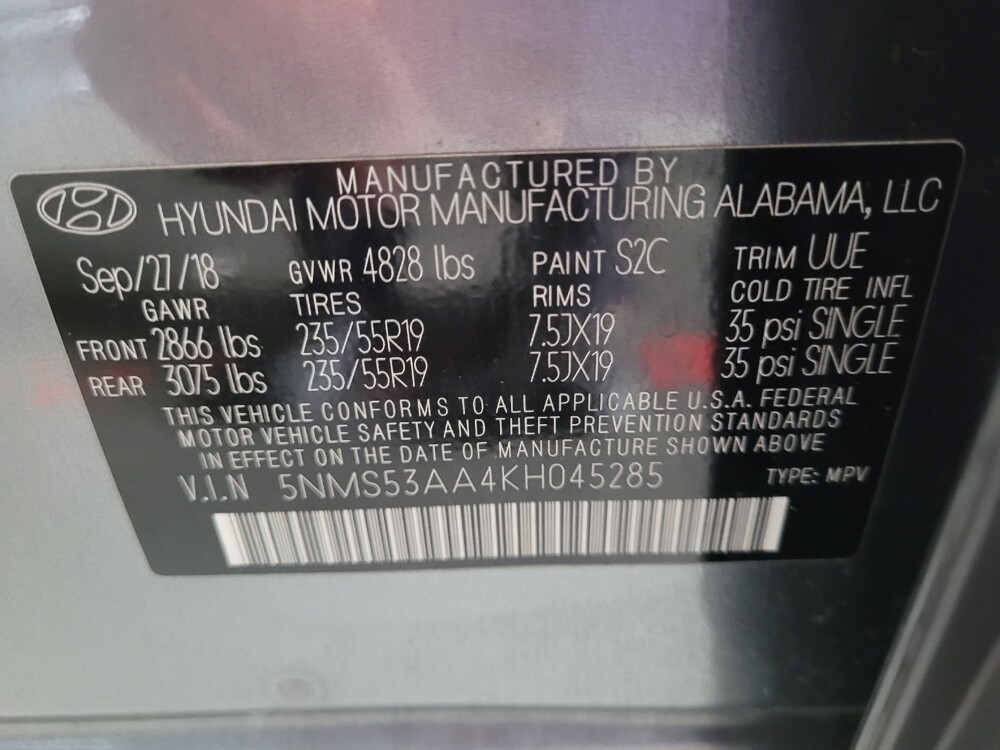 MANUFACTURED BY
HYUNDAI MOTOR MANUFACTURING ALABAMA, LLC
Sep/27/18 GVWR 4828 lbs PAINT S2C TRIM UUE
GAWR TIRES RIMS COLD TIRE INFL
FRONT 2866 lbs 235/55R19 7.5JX19 35 psi SINGLE
REAR 3075 lbs 235/55R19 7.5JX19 35 psi SINGLE
THIS VEHICLE CONFORMS TO ALL APPLICABLE U.S.A. FEDERAL
MOTOR VEHICLE SAFETY AND THEFT PREVENTION STANDARDS
IN EFFECT ON THE DATE OF MANUFACTURE SHOWN ABOVE
V.I.N 5NMS53AA4KH045285 TYPE: MPV